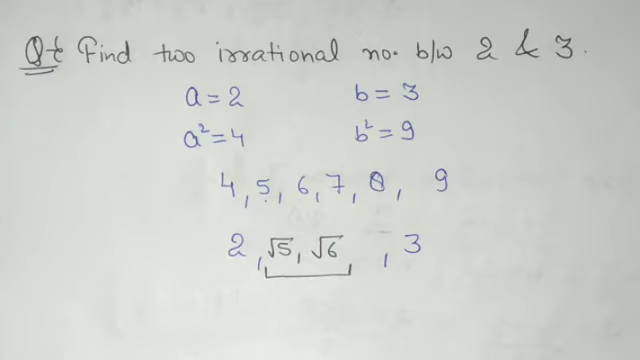 Q⚡ Find two irrational no. b/w 2 & 3.
a = 2 b = 3
a² = 4 b² = 9
4, 5, 6, 7, 8, 9
2, √5, √6, , 3